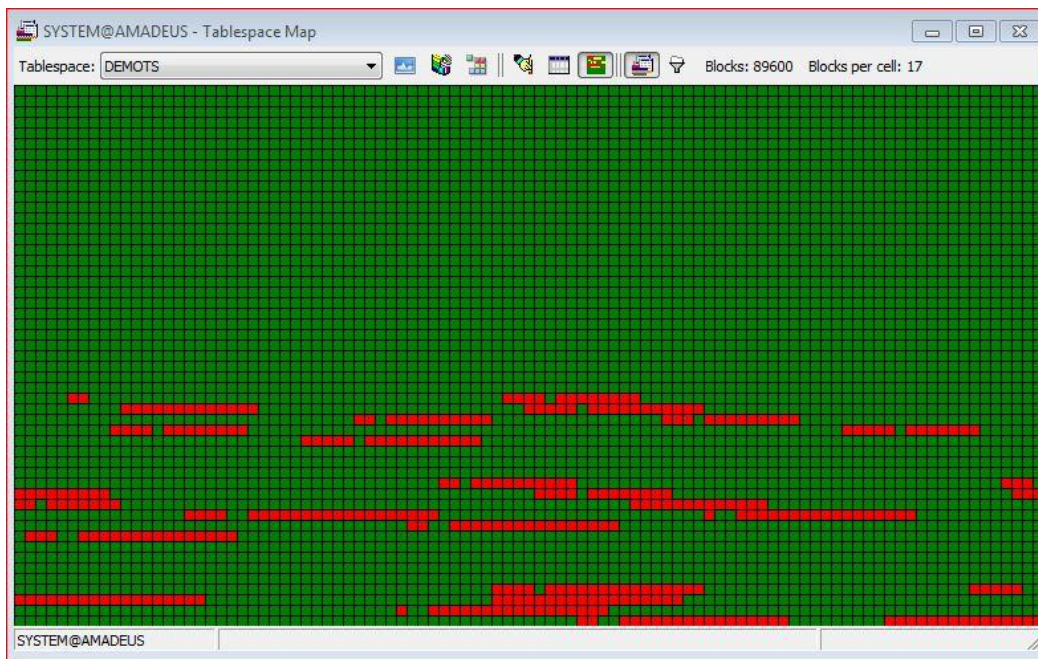 SYSTEM@AMADEUS - Tablespace Map
Tablespace: DEMOTS Blocks: 89600 Blocks per cell: 17
SYSTEM@AMADEUS